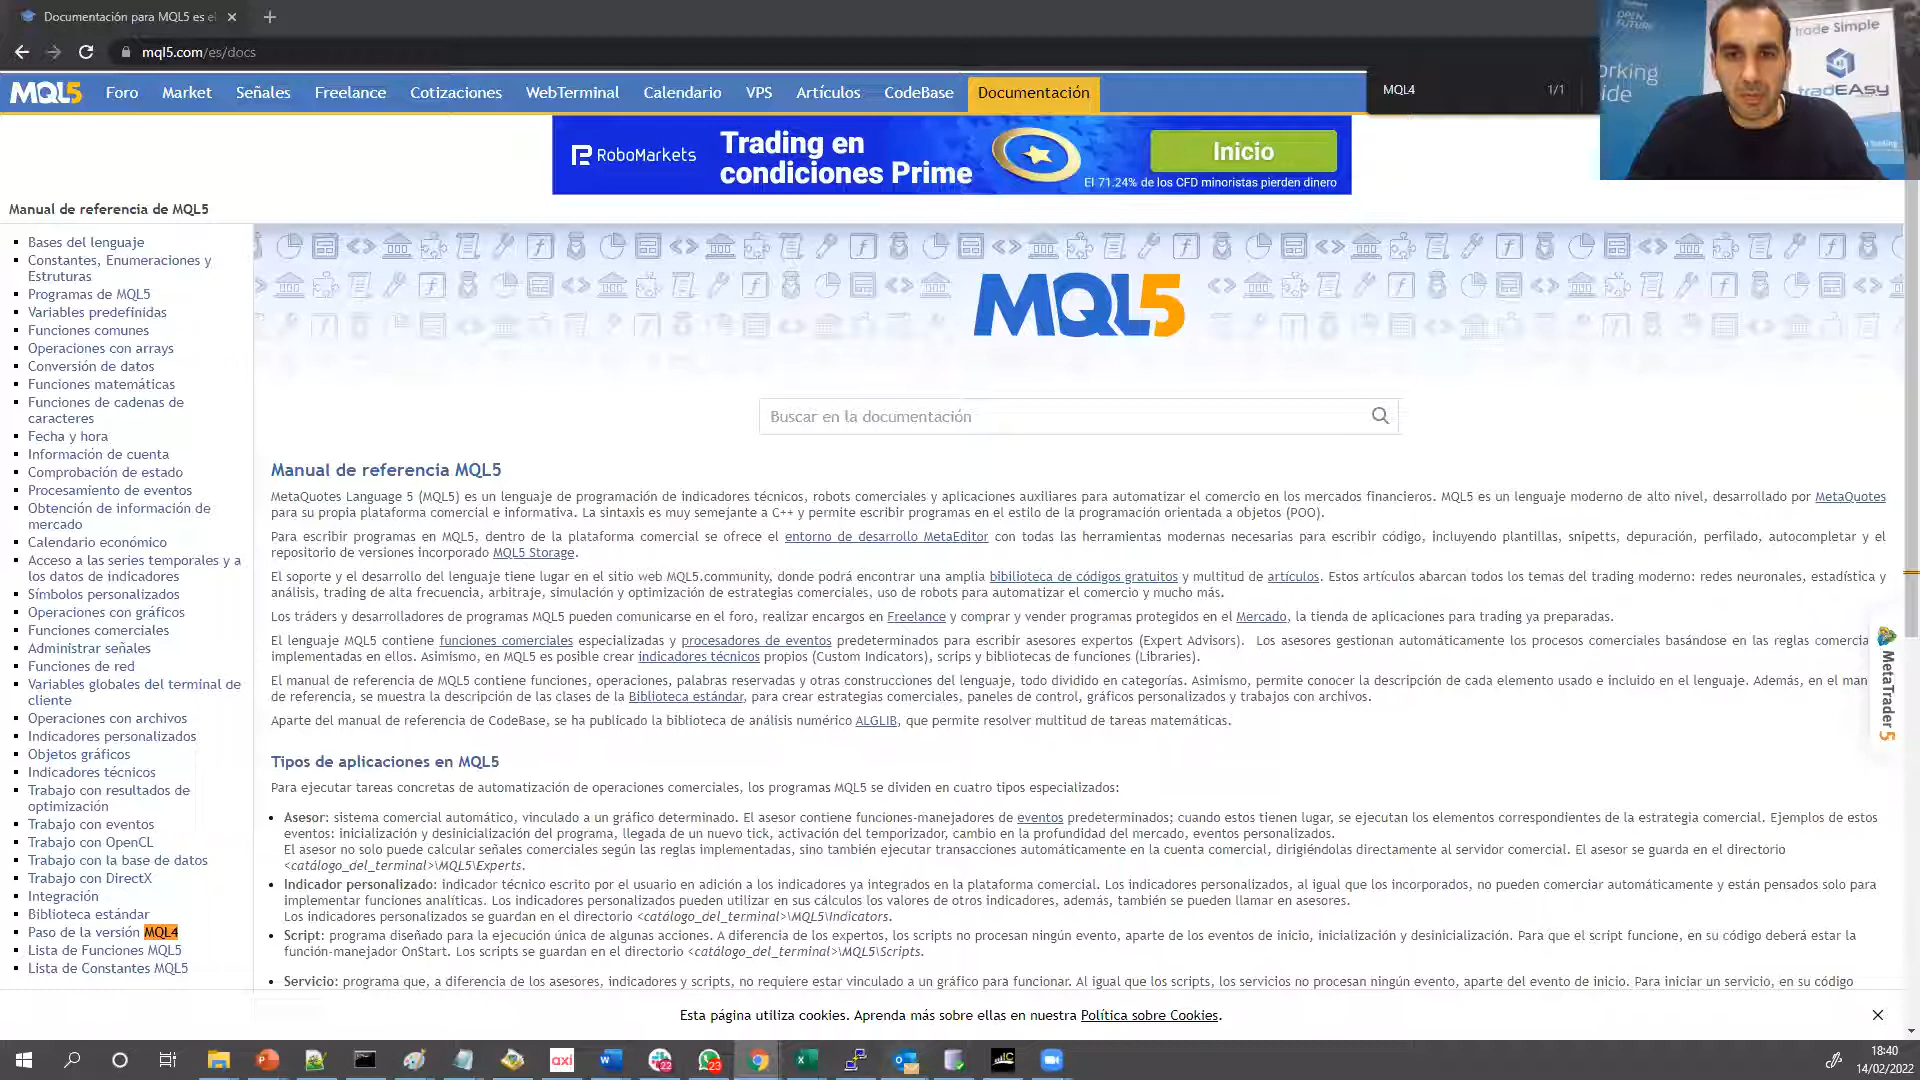 Documentación para MQL5 es el
mql5.com/es/docs
MQL5 Foro Market Señales Freelance Cotizaciones WebTerminal Calendario VPS Artículos CodeBase Documentación
MQL4 1/1
OPEN
FUTURE
orking
ide
trade Simple
tradEAsy
Trading
RoboMarkets
Trading en
condiciones Prime
Inicio
El 71.24% de los CFD minoristas pierden dinero
Manual de referencia de MQL5
Bases del lenguaje
Constantes, Enumeraciones y
Estruturas
Programas de MQL5
Variables predefinidas
Funciones comunes
Operaciones con arrays
Conversión de datos
Funciones matemáticas
Funciones de cadenas de
caracteres
Fecha y hora
Información de cuenta
Comprobación de estado
Procesamiento de eventos
Obtención de información de
mercado
Calendario económico
Acceso a las series temporales y a
los datos de indicadores
Símbolos personalizados
Operaciones con gráficos
Funciones comerciales
Administrar señales
Funciones de red
Variables globales del terminal de
cliente
Operaciones con archivos
Indicadores personalizados
Objetos gráficos
Indicadores técnicos
Trabajo con resultados de
optimización
Trabajo con eventos
Trabajo con OpenCL
Trabajo con la base de datos
Trabajo con DirectX
Integración
Biblioteca estándar
Paso de la versión MQL4
Lista de Funciones MQL5
Lista de Constantes MQL5
MQL5
Buscar en la documentación
Manual de referencia MQL5
MetaQuotes Language 5 (MQL5) es un lenguaje de programación de indicadores técnicos, robots comerciales y aplicaciones auxiliares para automatizar el comercio en los mercados financieros. MQL5 es un lenguaje moderno de alto nivel, desarrollado por MetaQuotes
para su propia plataforma comercial e informativa. La sintaxis es muy semejante a C++ y permite escribir programas en el estilo de la programación orientada a objetos (POO).
Para escribir programas en MQL5, dentro de la plataforma comercial se ofrece el entorno de desarrollo MetaEditor con todas las herramientas modernas necesarias para escribir código, incluyendo plantillas, snipetts, depuración, perfilado, autocompletar y el
repositorio de versiones incorporado MQL5 Storage.
El soporte y el desarrollo del lenguaje tiene lugar en el sitio web MQL5.community, donde podrá encontrar una amplia bibilioteca de códigos gratuitos y multitud de artículos. Estos artículos abarcan todos los temas del trading moderno: redes neuronales, estadística y
análisis, trading de alta frecuencia, arbitraje, simulación y optimización de estrategias comerciales, uso de robots para automatizar el comercio y mucho más.
Los tráders y desarrolladores de programas MQL5 pueden comunicarse en el foro, realizar encargos en Freelance y comprar y vender programas protegidos en el Mercado, la tienda de aplicaciones para trading ya preparadas.
El lenguaje MQL5 contiene funciones comerciales especializadas y procesadores de eventos predeterminados para escribir asesores expertos (Expert Advisors). Los asesores gestionan automáticamente los procesos comerciales basándose en las reglas comercia
implementadas en ellos. Asimismo, en MQL5 es posible crear indicadores técnicos propios (Custom Indicators), scrips y bibliotecas de funciones (Libraries).
El manual de referencia de MQL5 contiene funciones, operaciones, palabras reservadas y otras construcciones del lenguaje, todo dividido en categorías. Asimismo, permite conocer la descripción de cada elemento usado e incluido en el lenguaje. Además, en el man
de referencia, se muestra la descripción de las clases de la Biblioteca estándar, para crear estrategias comerciales, paneles de control, gráficos personalizados y trabajos con archivos.
Aparte del manual de referencia de CodeBase, se ha publicado la biblioteca de análisis numérico ALGLIB, que permite resolver multitud de tareas matemáticas.
Tipos de aplicaciones en MQL5
Para ejecutar tareas concretas de automatización de operaciones comerciales, los programas MQL5 se dividen en cuatro tipos especializados:
Asesor: sistema comercial automático, vinculado a un gráfico determinado. El asesor contiene funciones-manejadores de eventos predeterminados; cuando estos tienen lugar, se ejecutan los elementos correspondientes de la estrategia comercial. Ejemplos de estos
eventos: inicialización y desinicialización del programa, llegada de un nuevo tick, activación del temporizador, cambio en la profundidad del mercado, eventos personalizados.
El asesor no solo puede calcular señales comerciales según las reglas implementadas, sino también ejecutar transacciones automáticamente en la cuenta comercial, dirigiéndolas directamente al servidor comercial. El asesor se guarda en el directorio
<catálogo_del_terminal>\MQL5\Experts.
Indicador personalizado: indicador técnico escrito por el usuario en adición a los indicadores ya integrados en la plataforma comercial. Los indicadores personalizados, al igual que los incorporados, no pueden comerciar automáticamente y están pensados solo para
implementar funciones analíticas. Los indicadores personalizados pueden utilizar en sus cálculos los valores de otros indicadores, además, también se pueden llamar en asesores.
Los indicadores personalizados se guardan en el directorio <catálogo_del_terminal>\MQL5\Indicators.
Script: programa diseñado para la ejecución única de algunas acciones. A diferencia de los expertos, los scripts no procesan ningún evento, aparte de los eventos de inicio, inicialización y desinicialización. Para que el script funcione, en su código deberá estar la
función-manejador OnStart. Los scripts se guardan en el directorio <catálogo_del_terminal>\MQL5\Scripts.
Servicio: programa que, a diferencia de los asesores, indicadores y scripts, no requiere estar vinculado a un gráfico para funcionar. Al igual que los scripts, los servicios no procesan ningún evento, aparte del evento de inicio. Para iniciar un servicio, en su código
MetaTrader 5
Esta página utiliza cookies. Aprenda más sobre ellas en nuestra Política sobre Cookies.
axi
22
23
IC
18:40
14/02/2022